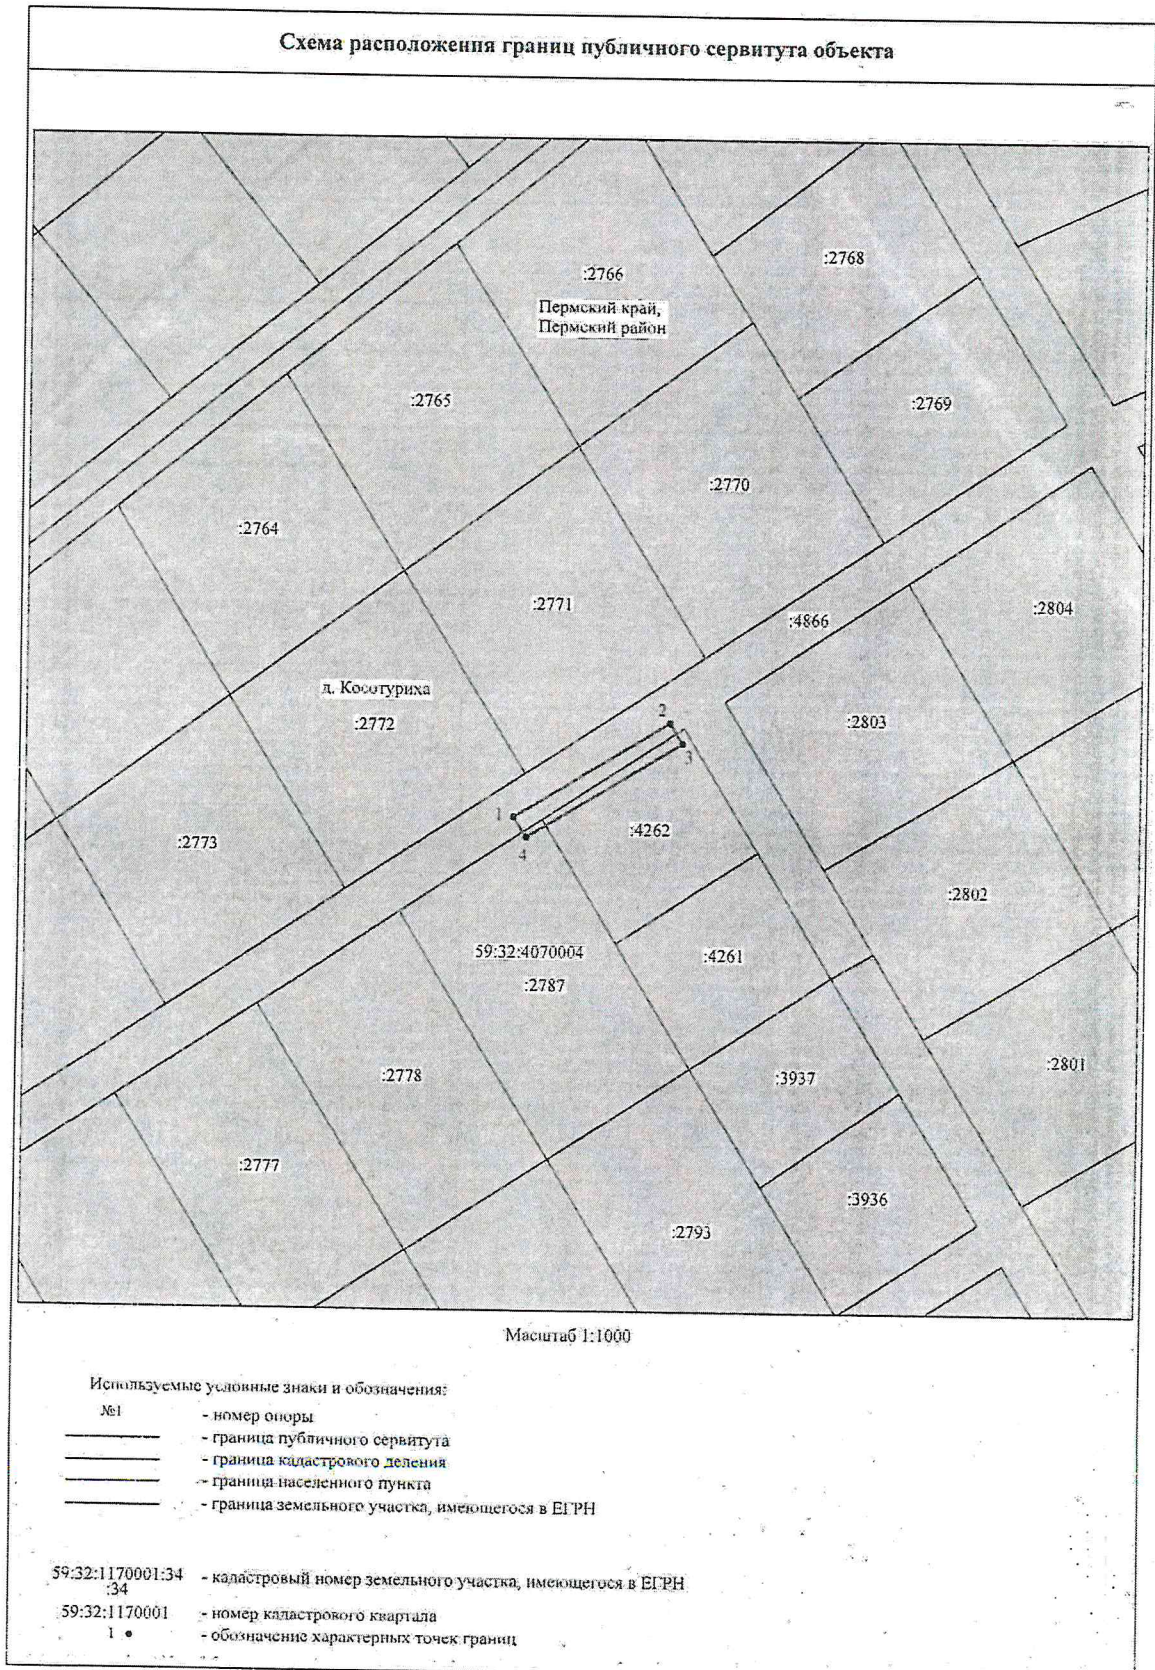 Схема расположения границ публичного сервитута объекта
:2768
:2766
Пермский край,
Пермский район
:2765
:2769
:2770
:2764
:2771
:2804
:4866
д. Косотуриха
:2772
2
:2803
3
1
:4262
:2773
4
:2802
59:32:4070004
:4261
:2787
:2778
:3937
:2801
:2777
:3936
:2793
Масштаб 1:1000
Используемые условные знаки и обозначения:
№1 - номер опоры
- граница публичного сервитута
- граница кадастрового деления
- граница населенного пункта
- граница земельного участка, имеющегося в ЕГРН
59:32:1170001:34
:34 - кадастровый номер земельного участка, имеющегося в ЕГРН
59:32:1170001 - номер кадастрового квартала
1 ● - обозначение характерных точек границ